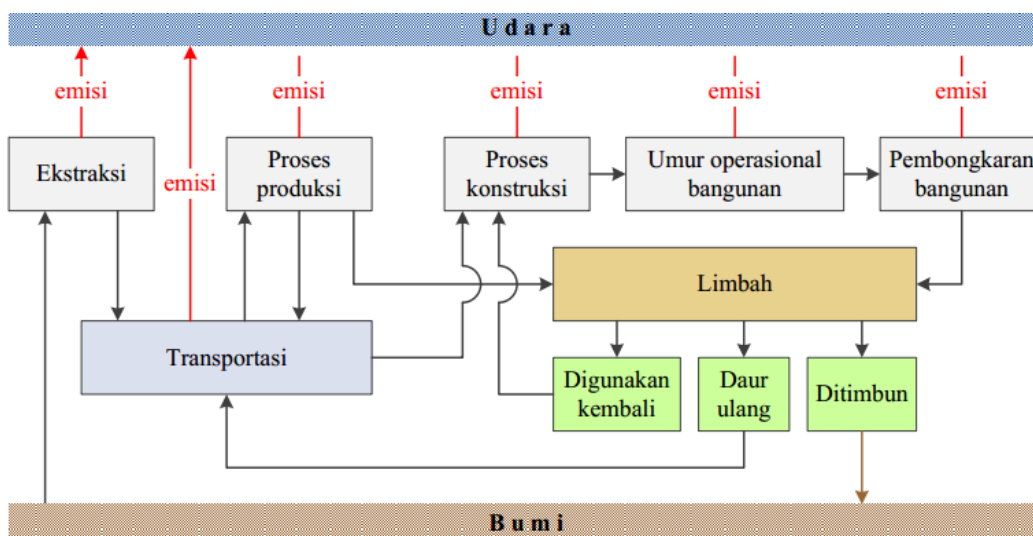 Udara
emisi
emisi
emisi
emisi
emisi
Ekstraksi
emisi
Proses
produksi
Proses
konstruksi
Umur operasional
bangunan
Pembongkaran
bangunan
Limbah
Transportasi
Digunakan
kembali
Daur
ulang
Ditimbun
Bumi